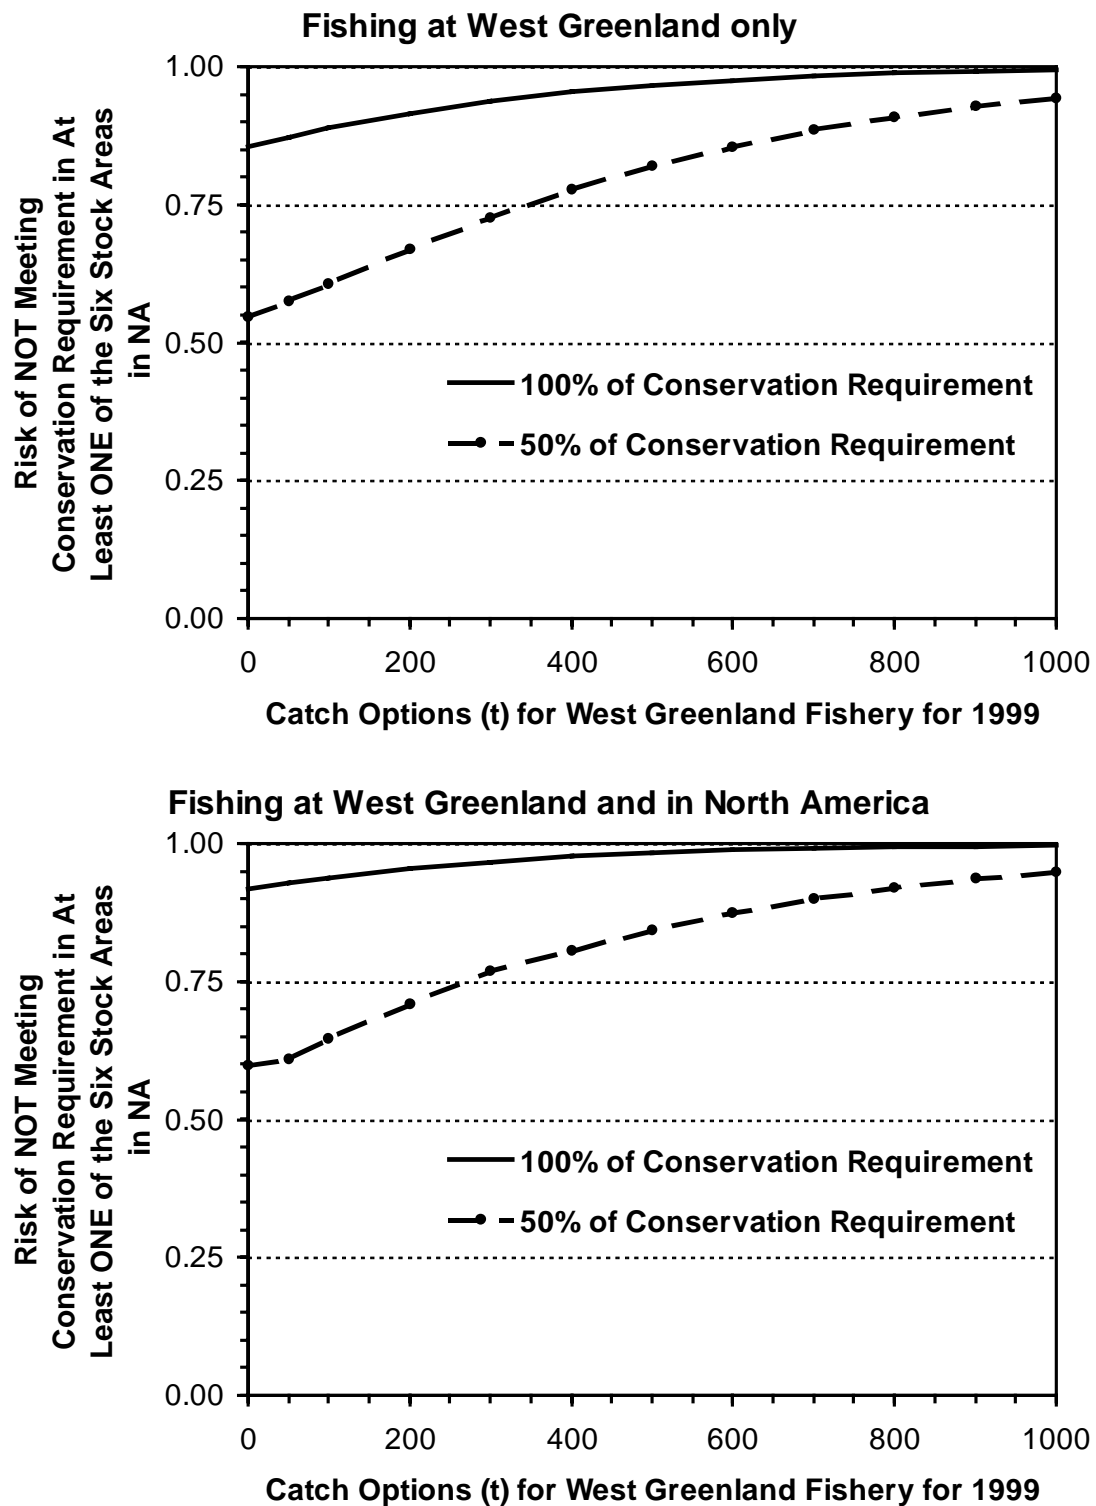 Fishing at West Greenland only
Risk of NOT Meeting
Conservation Requirement in At
Least ONE of the Six Stock Areas
in NA
1.00
0.75
0.50
0.25
0.00
100% of Conservation Requirement
50% of Conservation Requirement
0 200 400 600 800 1000
Catch Options (t) for West Greenland Fishery for 1999
Fishing at West Greenland and in North America
Risk of NOT Meeting
Conservation Requirement in At
Least ONE of the Six Stock Areas
in NA
1.00
0.75
0.50
0.25
0.00
100% of Conservation Requirement
50% of Conservation Requirement
0 200 400 600 800 1000
Catch Options (t) for West Greenland Fishery for 1999